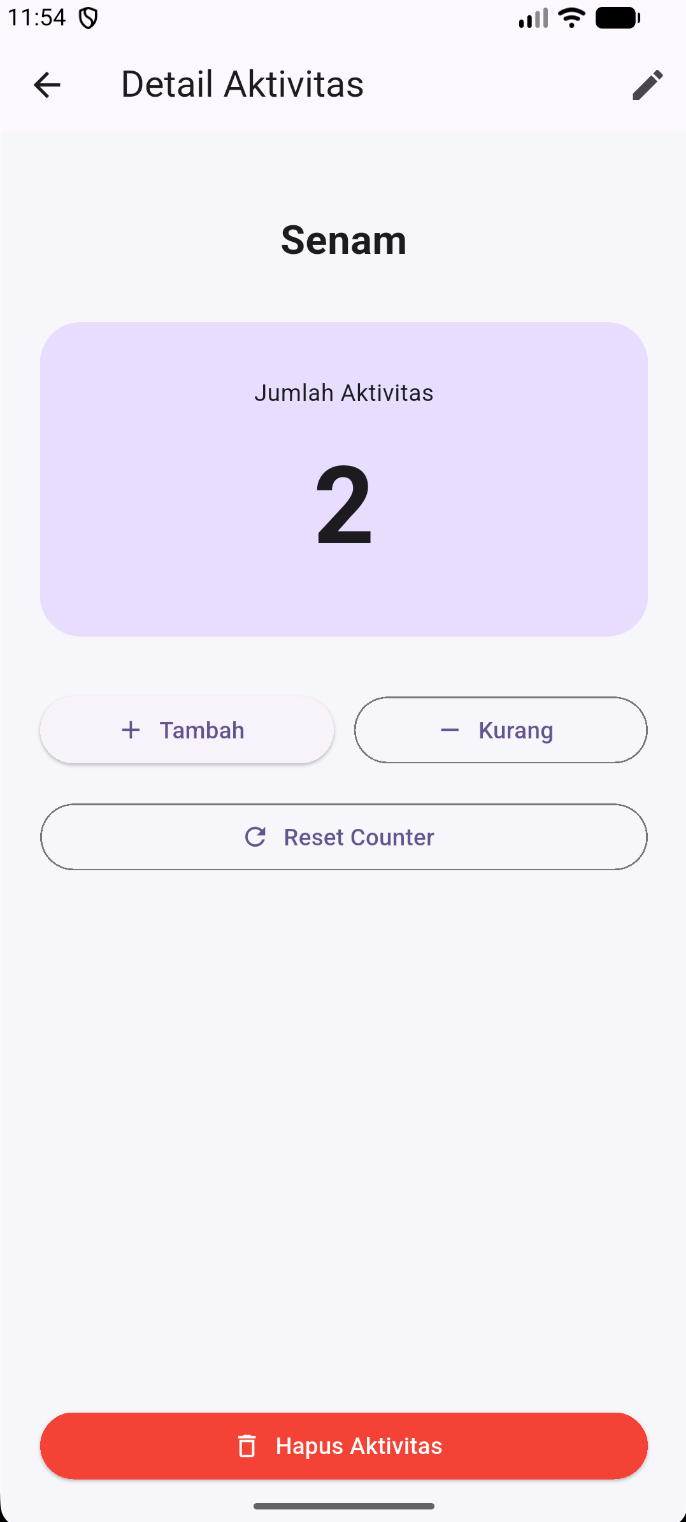 11:54
Detail Aktivitas
Senam
Jumlah Aktivitas
2
Tambah
Kurang
Reset Counter
Hapus Aktivitas